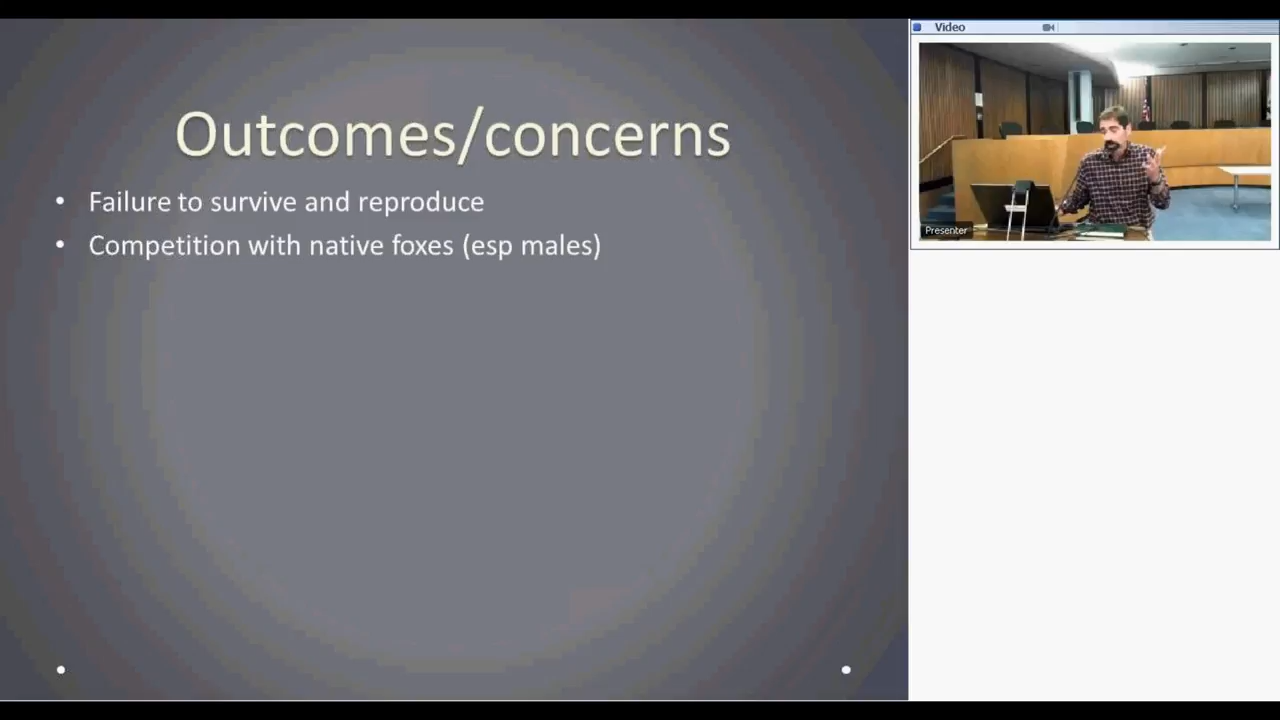 Outcomes/concerns
• Failure to survive and reproduce
• Competition with native foxes (esp males)
Video
Presenter